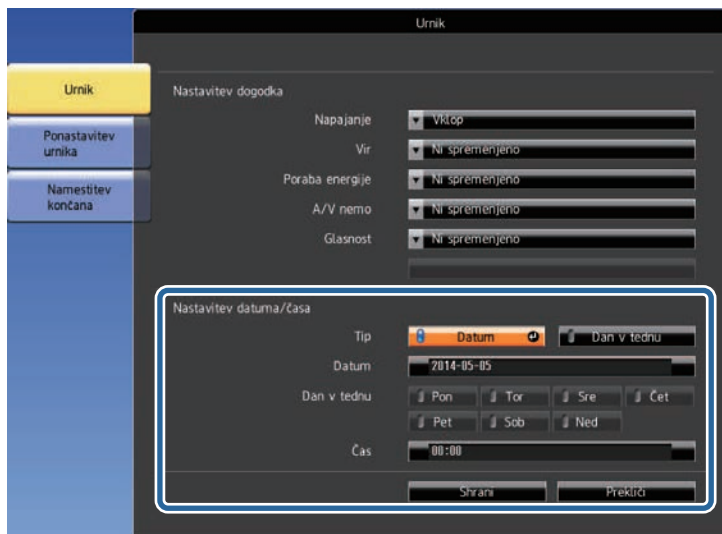 Urnik
Urnik
Ponastavitev
urnika
Namestitev
končana
Nastavitev dogodka
Napajanje Vklop
Vir Ni spremenjeno
Poraba energije Ni spremenjeno
A/V nemo Ni spremenjeno
Glasnost Ni spremenjeno
Nastavitev datuma/časa
Tip Datum Dan v tednu
Datum 2014-05-05
Dan v tednu Pon Tor Sre Čet
Pet Sob Ned
Čas 00:00
Shrani Prekliči